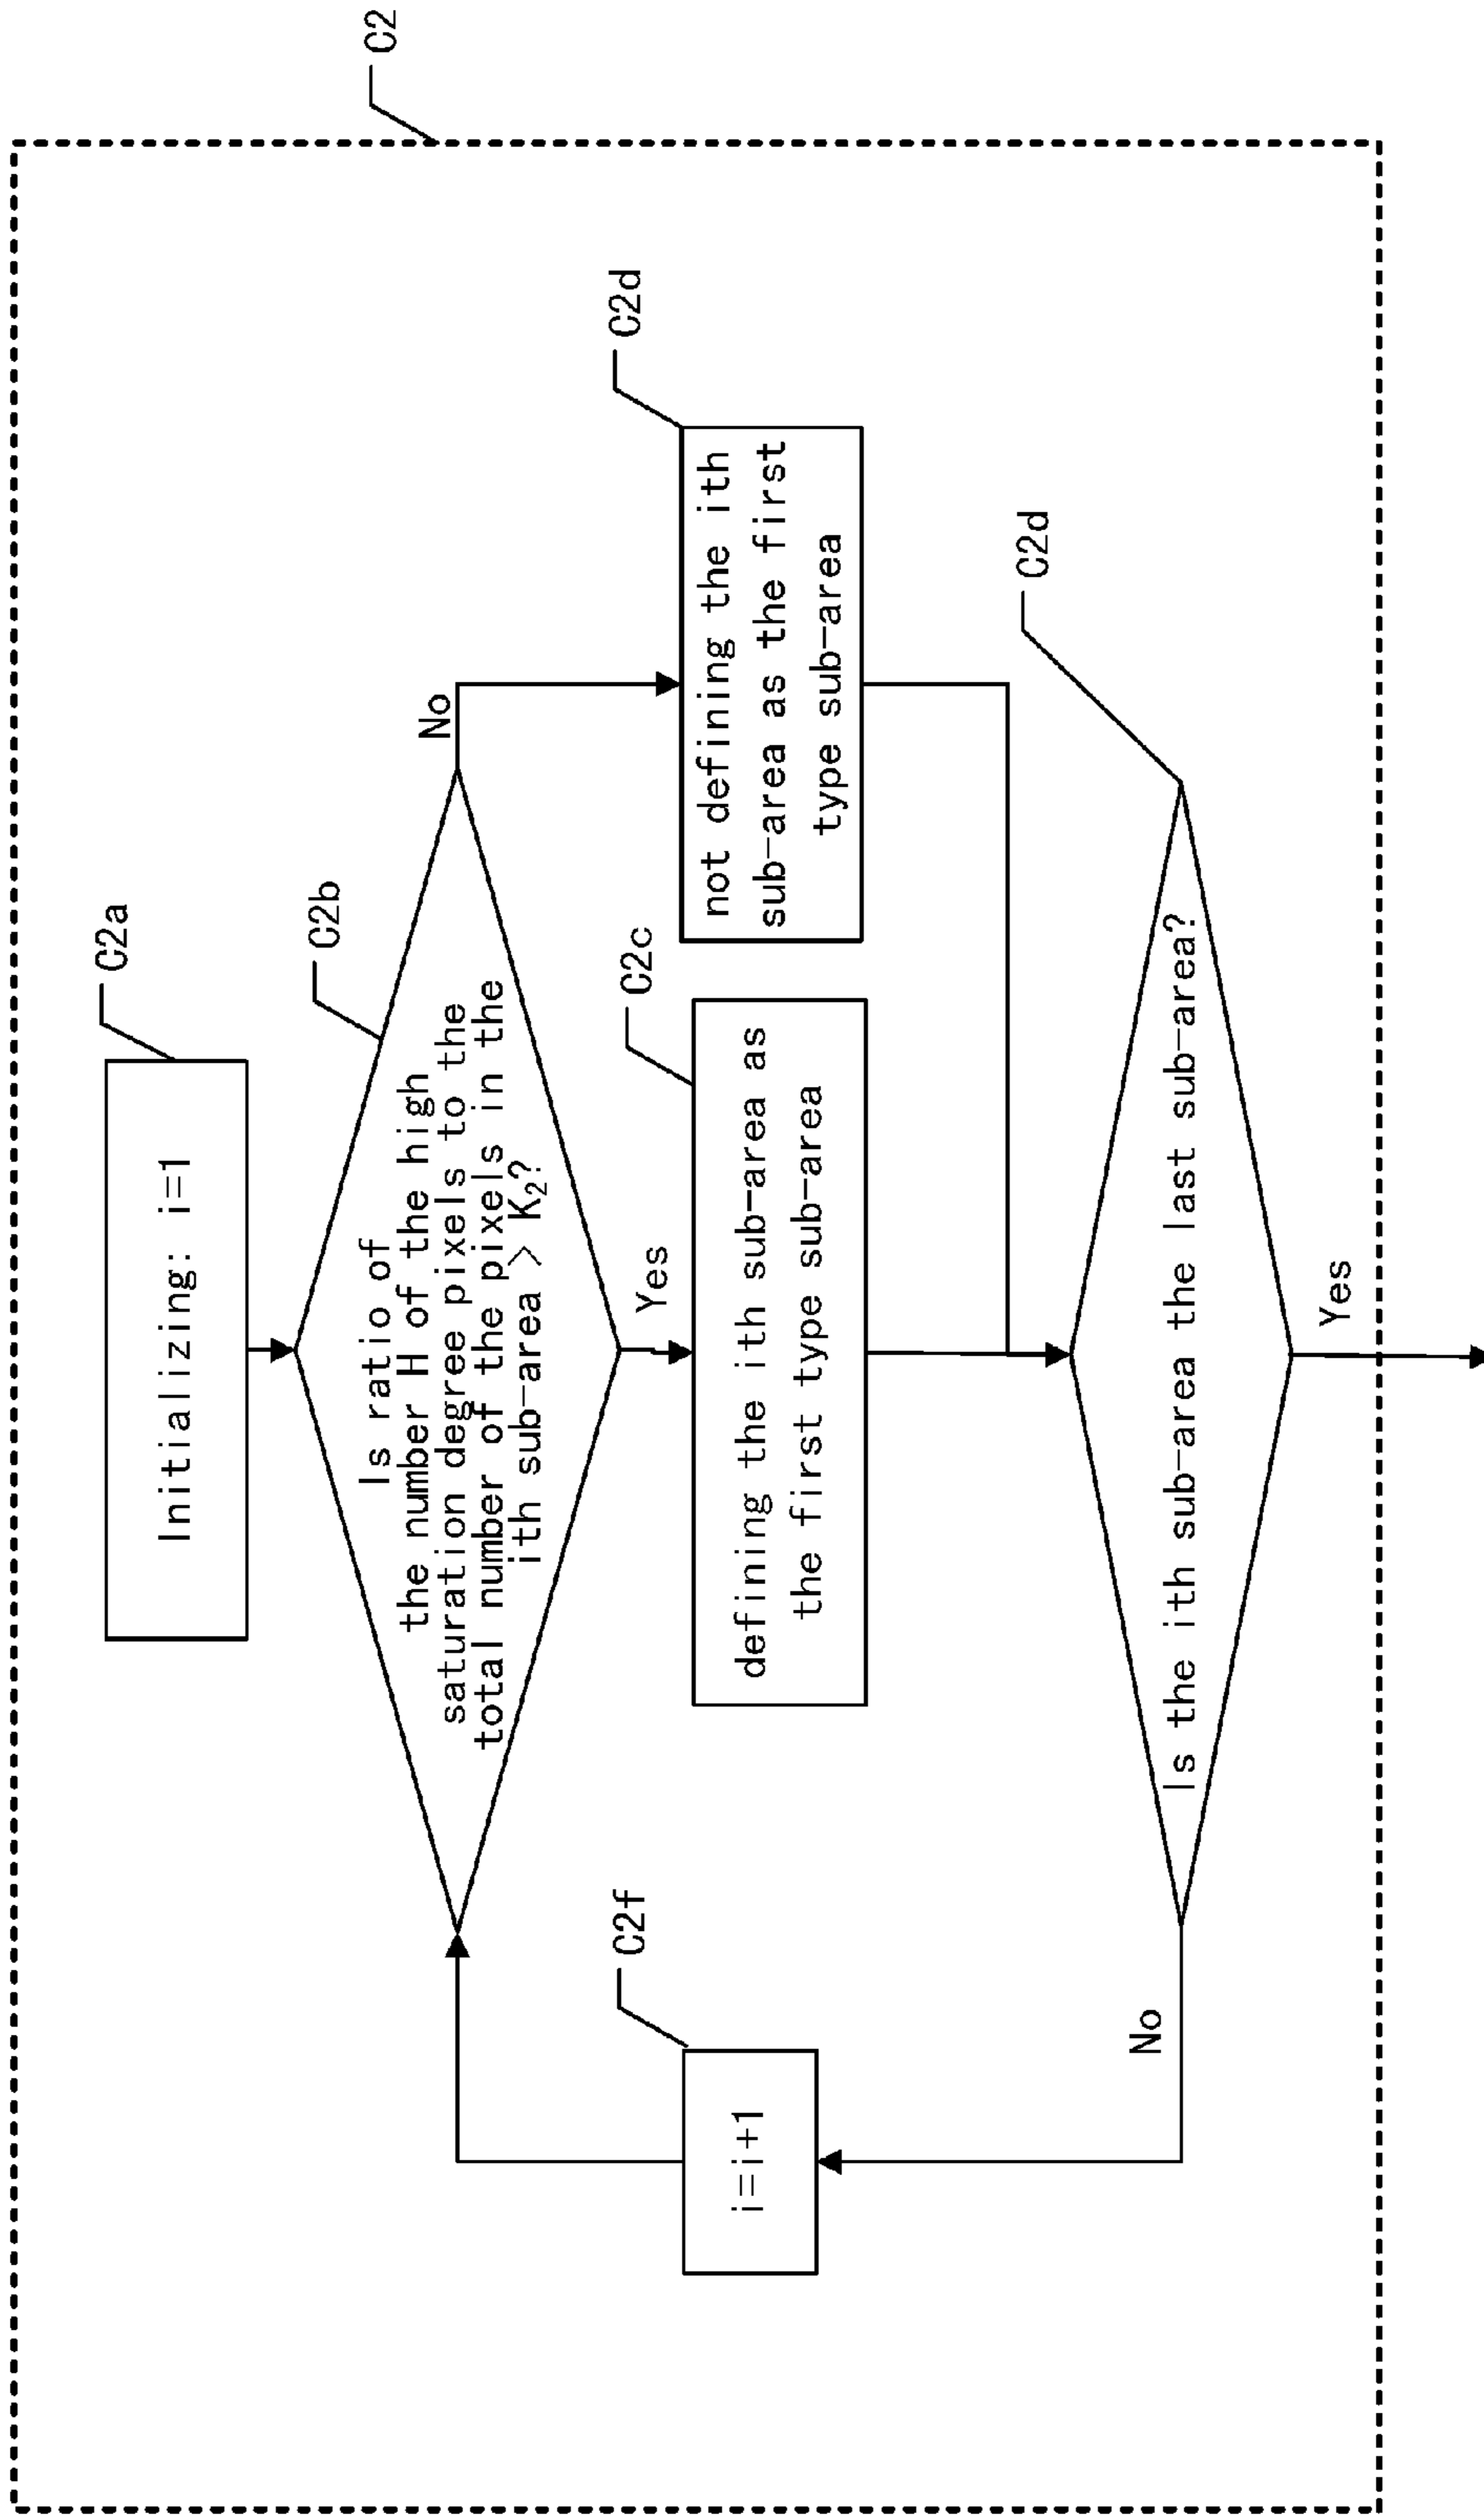 C2
C2a
Initializing: i=1
C2b
Is ratio of
the number H of the high
saturation degree pixels to the
total number of the pixels in the
ith sub-area > K₂?
No
Yes
C2f
i=i+1
C2c
defining the ith sub-area as
the first type sub-area
C2d
not defining the ith
sub-area as the first
type sub-area
C2d
Is the ith sub-area the last sub-area?
No
Yes